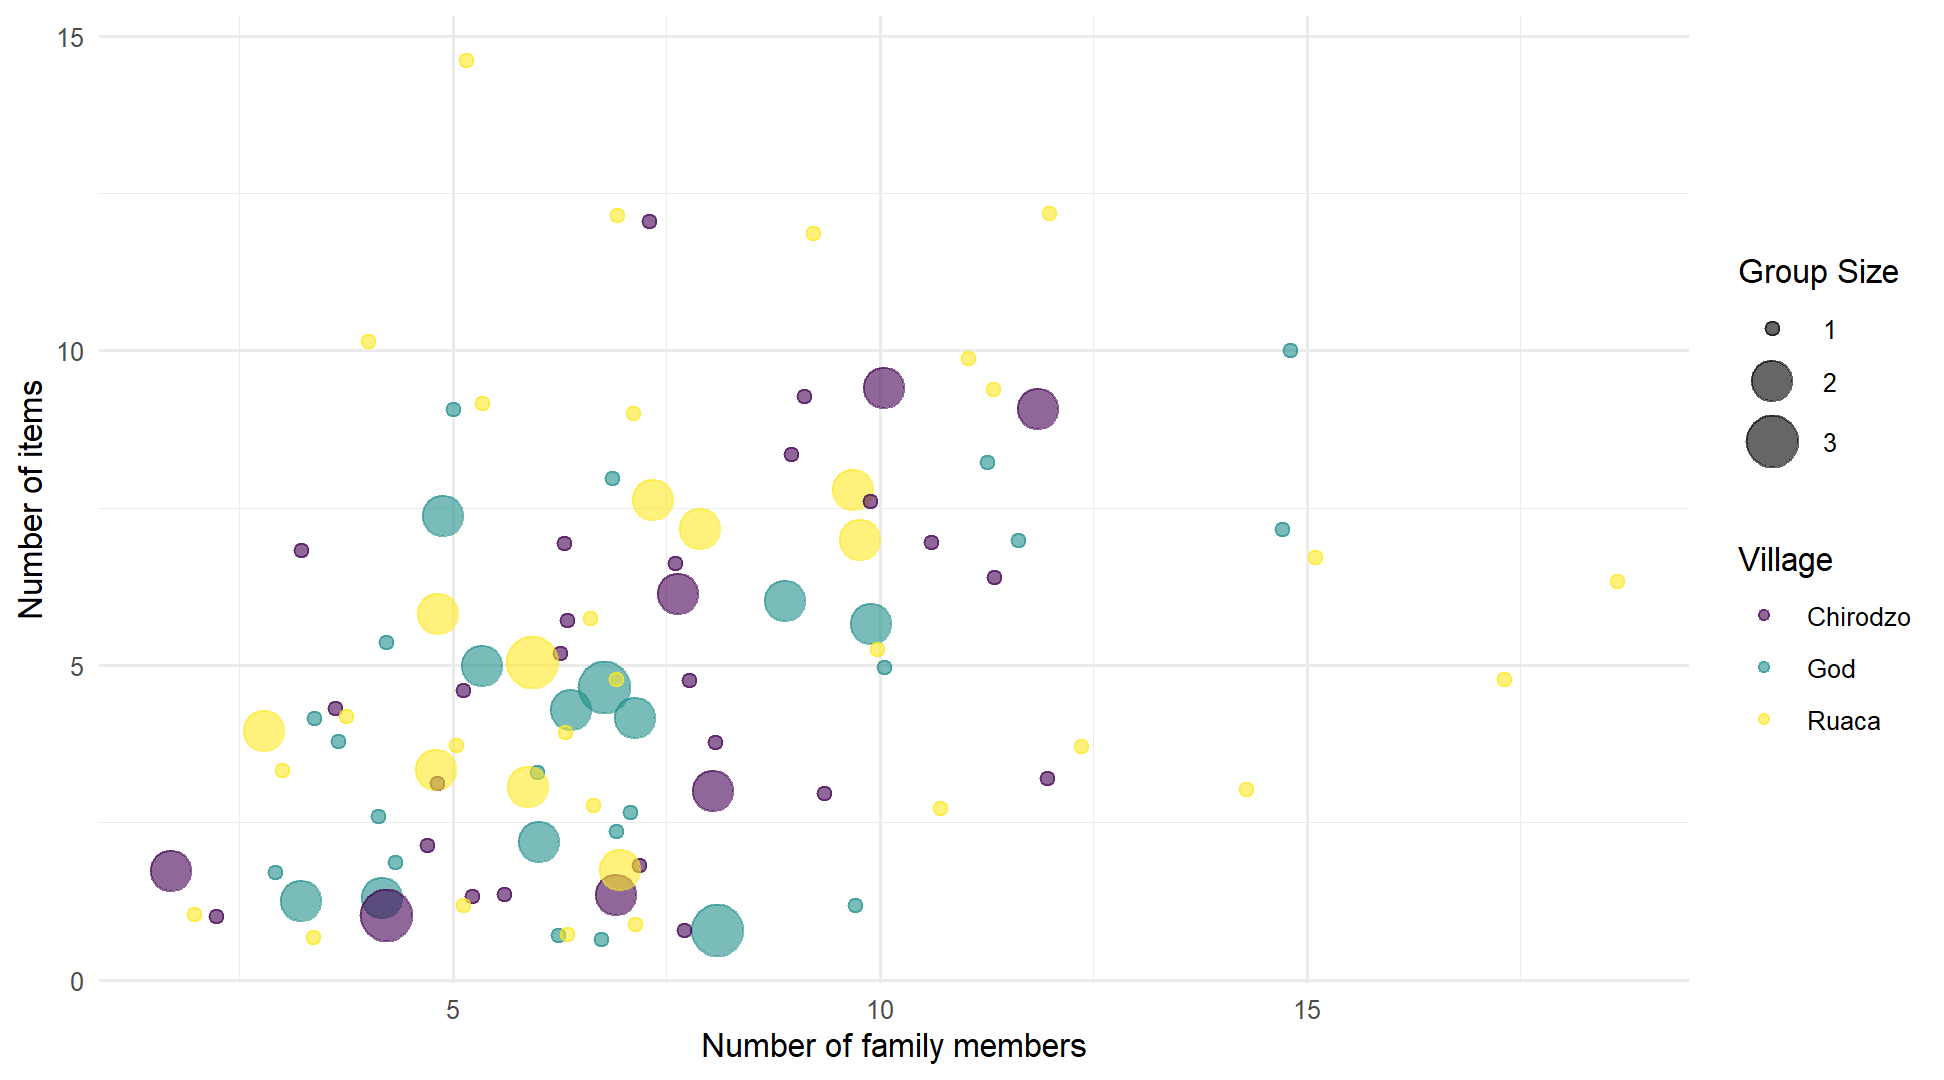 15
10
5
0
Number of items
5
10
15
Number of family members
Group Size
1
2
3
Village
Chirodzo
God
Ruaca